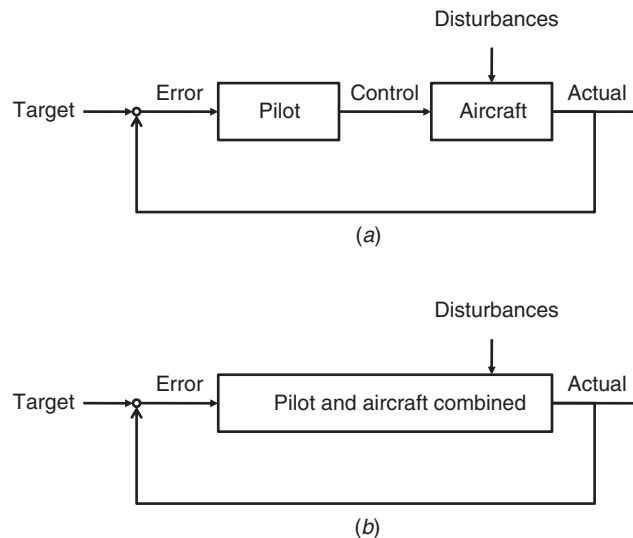 Disturbances
Target
Error
Pilot
Control
Aircraft
Actual
(a)
Disturbances
Target
Error
Pilot and aircraft combined
Actual
(b)